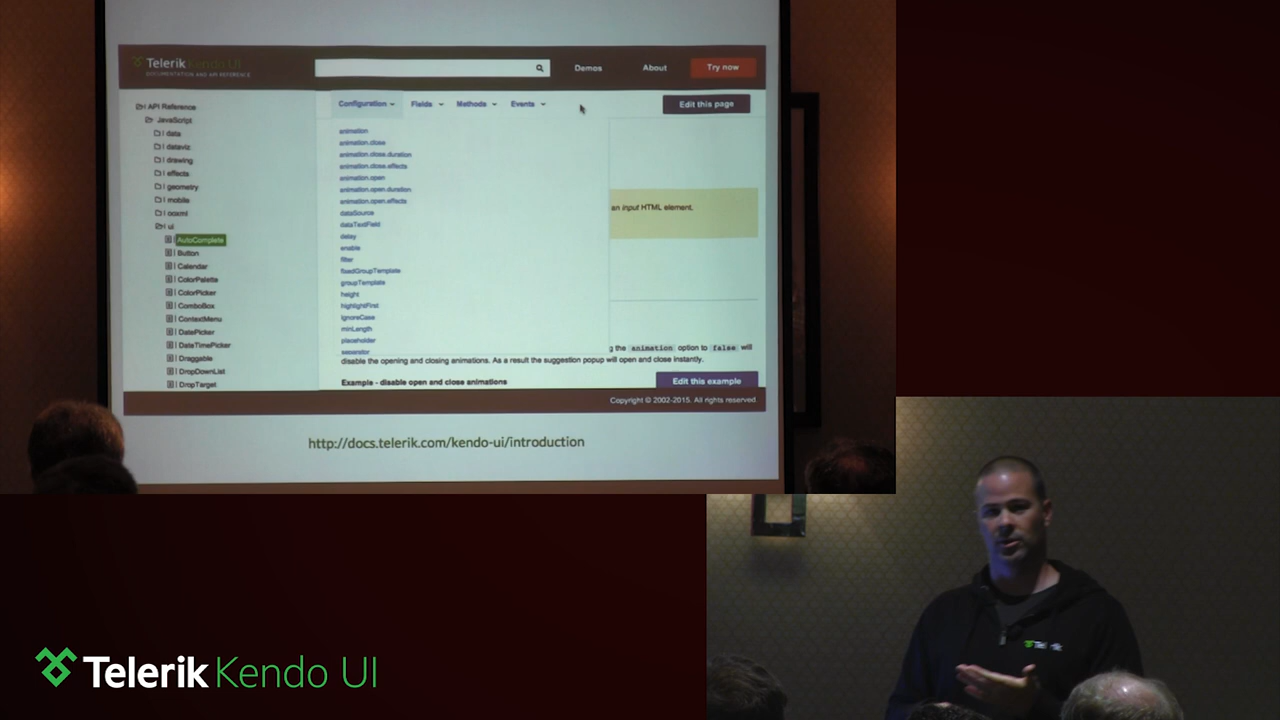 Telerik Kendo UI
DOCUMENTATION AND API REFERENCE
Demos
About
Try now
API Reference
JavaScript
data
dataviz
drawing
effects
geometry
mobile
ooxml
ui
AutoComplete
Button
Calendar
ColorPalette
ColorPicker
ComboBox
ContextMenu
DatePicker
DateTimePicker
Draggable
DropDownList
DropTarget
Configuration
Fields
Methods
Events
Edit this page
animation
animation.close
animation.close.duration
animation.close.effects
animation.open
animation.open.duration
animation.open.effects
dataSource
dataTextField
delay
enable
filter
fixedGroupTemplate
groupTemplate
height
highlightFirst
ignoreCase
minLength
placeholder
separator
an input HTML element.
g the animation option to false will
disable the opening and closing animations. As a result the suggestion popup will open and close instantly.
Example - disable open and close animations
Edit this example
Copyright © 2002-2015. All rights reserved.
http://docs.telerik.com/kendo-ui/introduction
Telerik Kendo UI